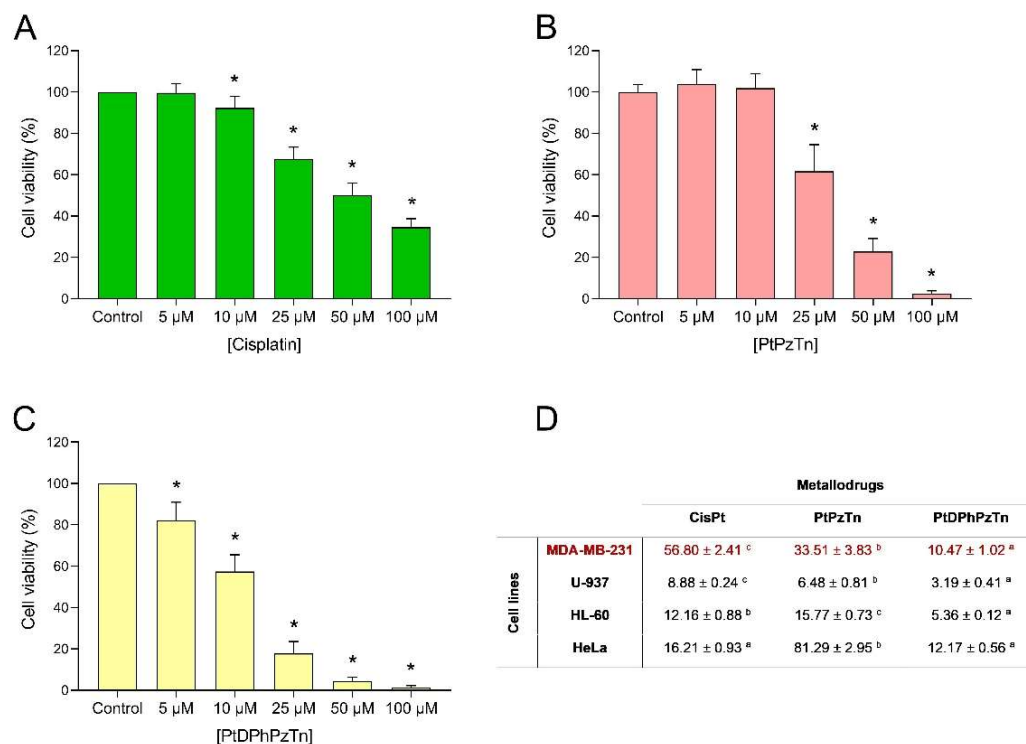 A
Cell viability (%)
120
100
80
60
40
20
0
* * * *
Control 5 μM 10 μM 25 μM 50 μM 100 μM
[Cisplatin]
B
Cell viability (%)
120
100
80
60
40
20
0
* * *
Control 5 μM 10 μM 25 μM 50 μM 100 μM
[PtPzTn]
C
Cell viability (%)
120
100
80
60
40
20
0
* * * * *
Control 5 μM 10 μM 25 μM 50 μM 100 μM
[PtDPhPzTn]
D
Metallodrugs
CisPt PtPzTn PtDPhPzTn
Cell lines
MDA-MB-231 56.80 ± 2.41 c 33.51 ± 3.83 b 10.47 ± 1.02 a
U-937 8.88 ± 0.24 c 6.48 ± 0.81 b 3.19 ± 0.41 a
HL-60 12.16 ± 0.88 b 15.77 ± 0.73 c 5.36 ± 0.12 a
HeLa 16.21 ± 0.93 a 81.29 ± 2.95 b 12.17 ± 0.56 a